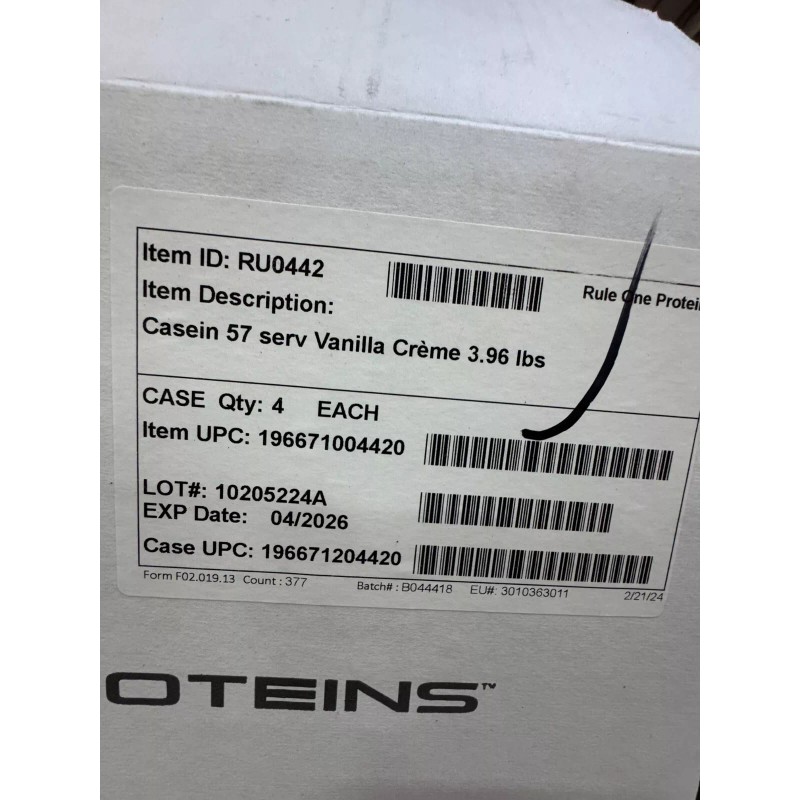 Item ID: RU0442
Rule One Protei
Item Description:
Casein 57 serv Vanilla Crème 3.96 lbs
CASE Qty: 4 EACH
Item UPC: 196671004420
LOT#: 10205224A
EXP Date: 04/2026
Case UPC: 196671204420
Form F02.019.13 Count : 377 Batch# : B044418 EU#: 3010363011 2/21/24
OTEINS™